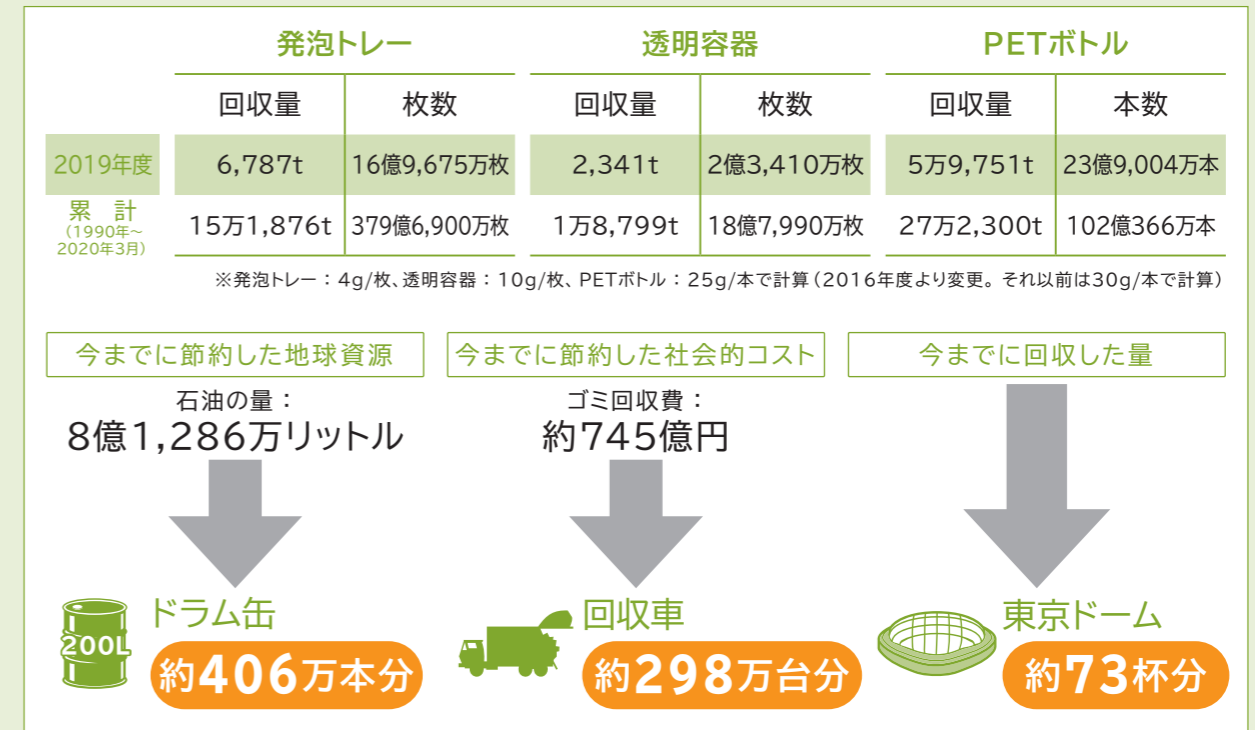 発泡トレー 透明容器 PETボトル
回収量 枚数 回収量 枚数 回収量 本数
2019年度 6,787t 16億9,675万枚 2,341t 2億3,410万枚 5万9,751t 23億9,004万本
累 計
(1990年~
2020年3月)
15万1,876t 379億6,900万枚 1万8,799t 18億7,990万枚 27万2,300t 102億366万本
※発泡トレー:4g/枚、透明容器:10g/枚、PETボトル:25g/本で計算(2016年度より変更。それ以前は30g/本で計算)
今までに節約した地球資源 今までに節約した社会的コスト 今までに回収した量
石油の量: ゴミ回収費:
8億1,286万リットル 約745億円
ドラム缶 回収車 東京ドーム
200L
約406万本分 約298万台分 約73杯分